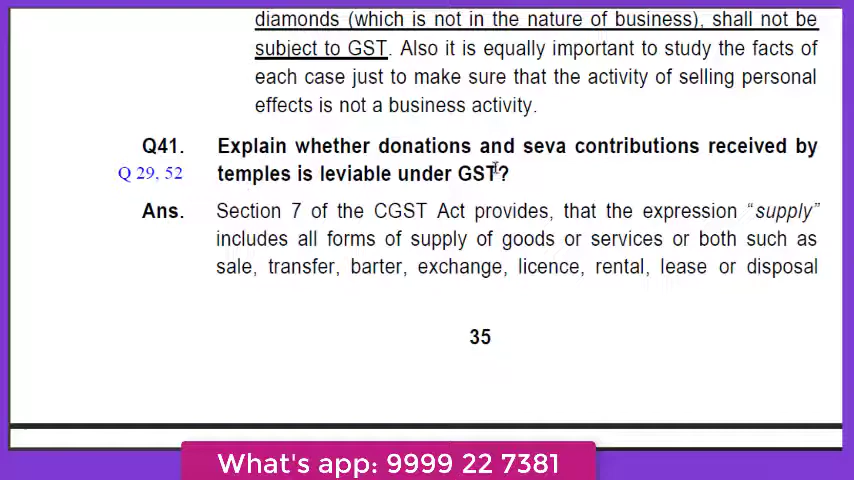 diamonds (which is not in the nature of business), shall not be
subject to GST. Also it is equally important to study the facts of
each case just to make sure that the activity of selling personal
effects is not a business activity.
Q41. Explain whether donations and seva contributions received by
Q 29, 52 temples is leviable under GST?
Ans. Section 7 of the CGST Act provides, that the expression “supply”
includes all forms of supply of goods or services or both such as
sale, transfer, barter, exchange, licence, rental, lease or disposal
35
What's app: 9999 22 7381